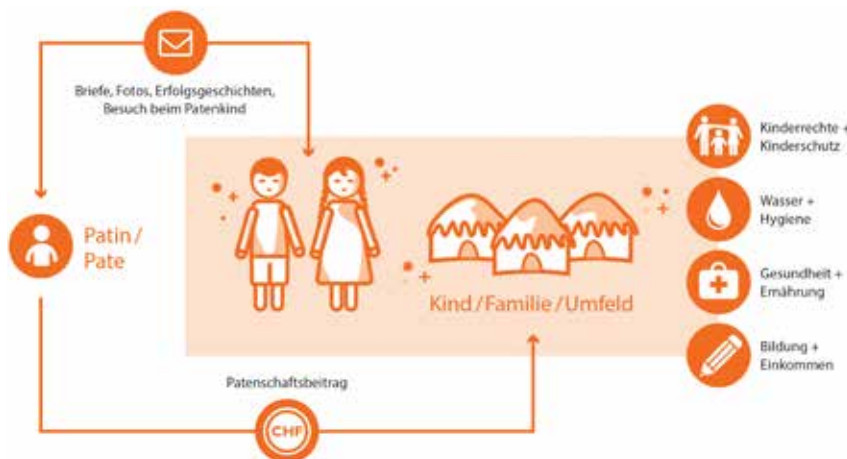 Briefe, Fotos, Erfolgsgeschichten,
Besuch beim Patenkind
Patin /
Pate
Kind / Familie / Umfeld
Patenschaftsbeitrag
CHF
Kinderrechte +
Kinderschutz
Wasser +
Hygiene
Gesundheit +
Ernährung
Bildung +
Einkommen